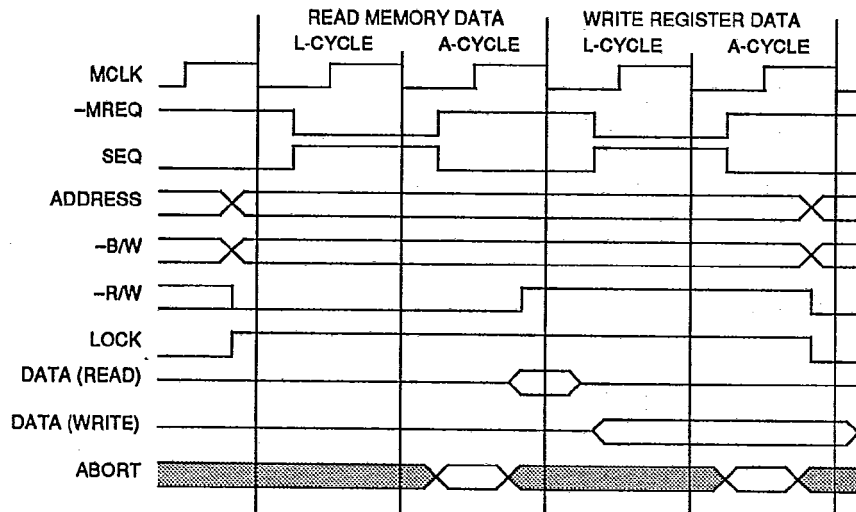 READ MEMORY DATA WRITE REGISTER DATA
L-CYCLE A-CYCLE L-CYCLE A-CYCLE
MCLK
–MREQ
SEQ
ADDRESS
–B/W
–R/W
LOCK
DATA (READ)
DATA (WRITE)
ABORT